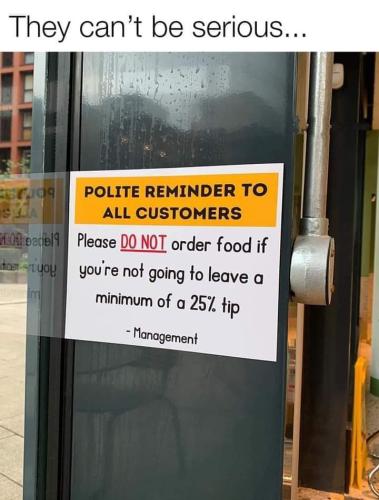 They can't be serious...
POLITE REMINDER TO
ALL CUSTOMERS
Please DO NOT order food if
you're not going to leave a
minimum of a 25% tip
- Management